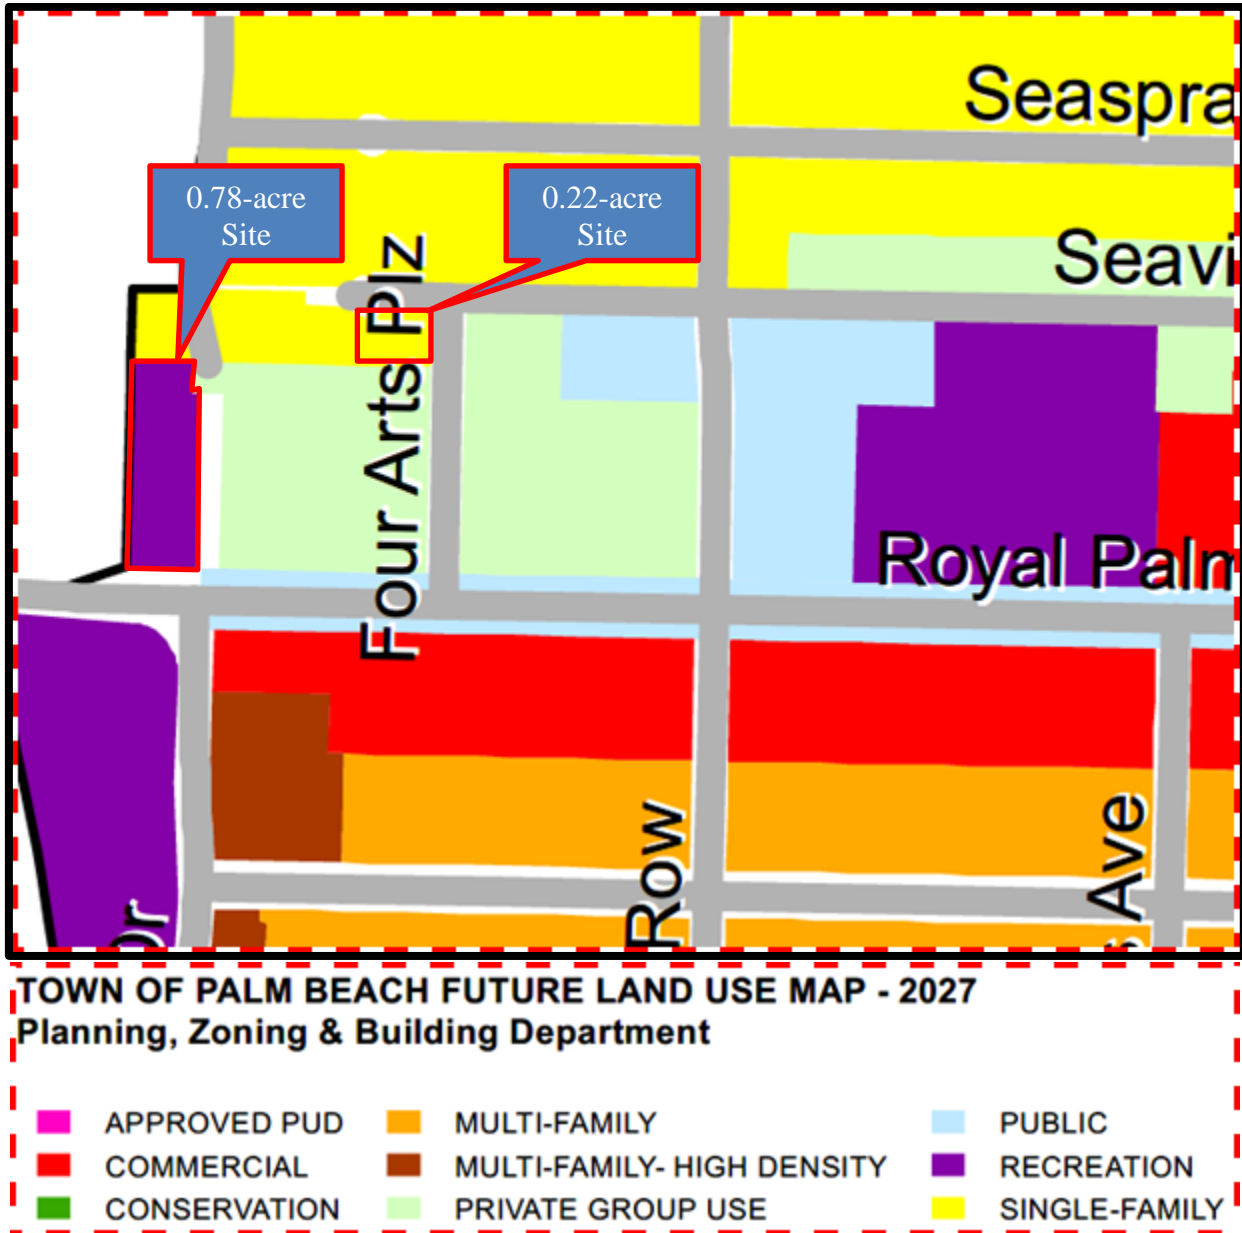 Seaspra
0.78-acre
Site
0.22-acre
Site
Seavi
Four Arts Plz
Royal Palm
Row
s Ave
Dr
TOWN OF PALM BEACH FUTURE LAND USE MAP - 2027
Planning, Zoning & Building Department
APPROVED PUD
MULTI-FAMILY
PUBLIC
COMMERCIAL
MULTI-FAMILY- HIGH DENSITY
RECREATION
CONSERVATION
PRIVATE GROUP USE
SINGLE-FAMILY